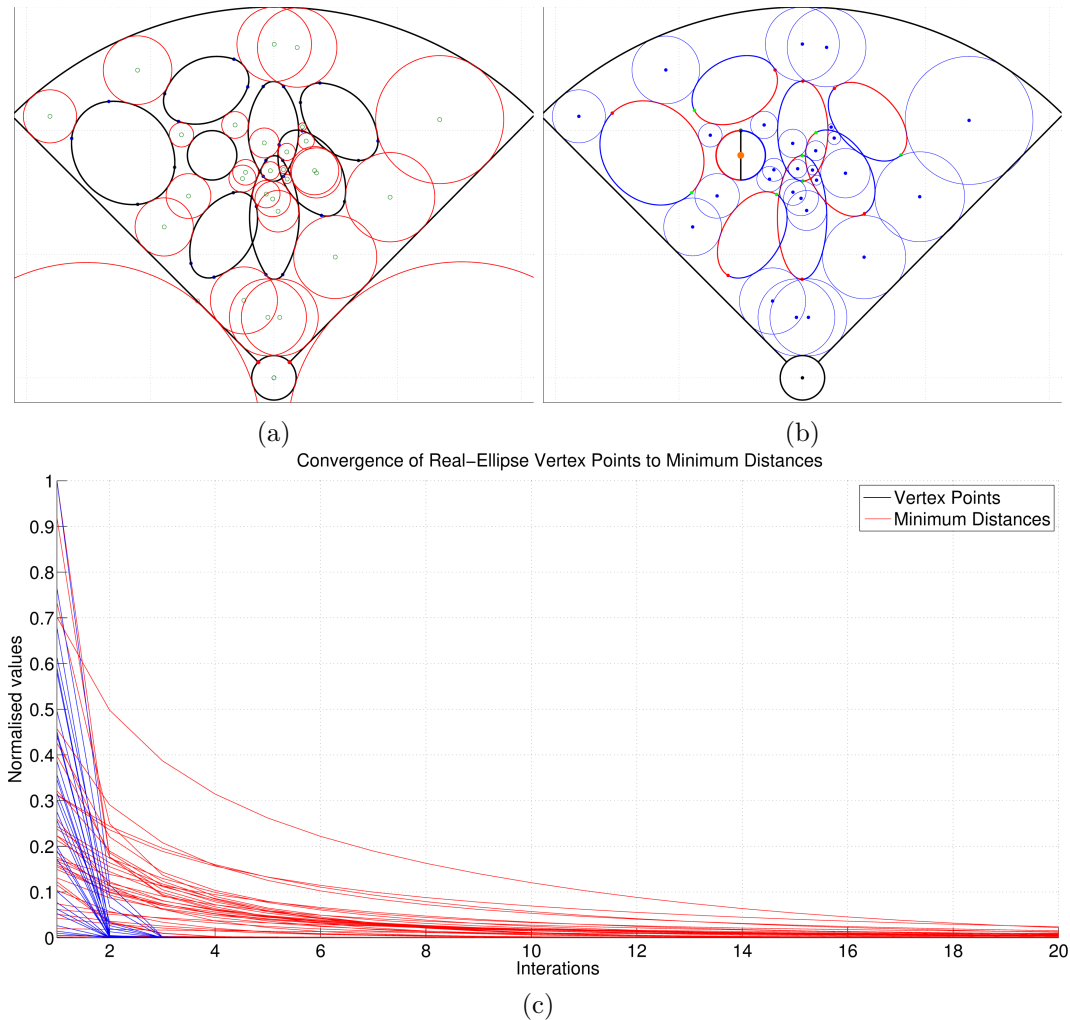 (a)
(b)
Convergence of Real−Ellipse Vertex Points to Minimum Distances
Normalised values
1
0.9
0.8
0.7
0.6
0.5
0.4
0.3
0.2
0.1
0
Vertex Points
Minimum Distances
2
4
6
8
10
12
14
16
18
20
Interations
(c)